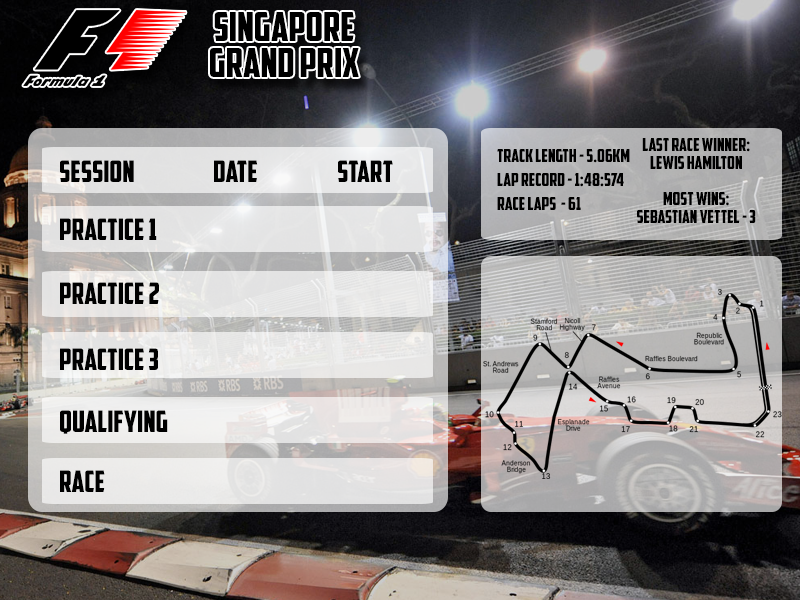 Formula 1
SINGAPORE
GRAND PRIX
SESSION DATE START
PRACTICE 1
PRACTICE 2
PRACTICE 3
QUALIFYING
RACE
TRACK LENGTH - 5.06KM
LAP RECORD - 1:48:574
RACE LAPS - 61
LAST RACE WINNER:
LEWIS HAMILTON
MOST WINS:
SEBASTIAN VETTEL - 3
3
2
1
4
Republic
Boulevard
Stamford
Road
Nicoll
Highway
7
9
8
Raffles Boulevard
6
5
St. Andrews
Road
14
Raffles
Avenue
15
16
19
20
10
11
Esplanade
Drive
17
18
21
23
22
12
Anderson
Bridge
13
RBS
RBS
Alice